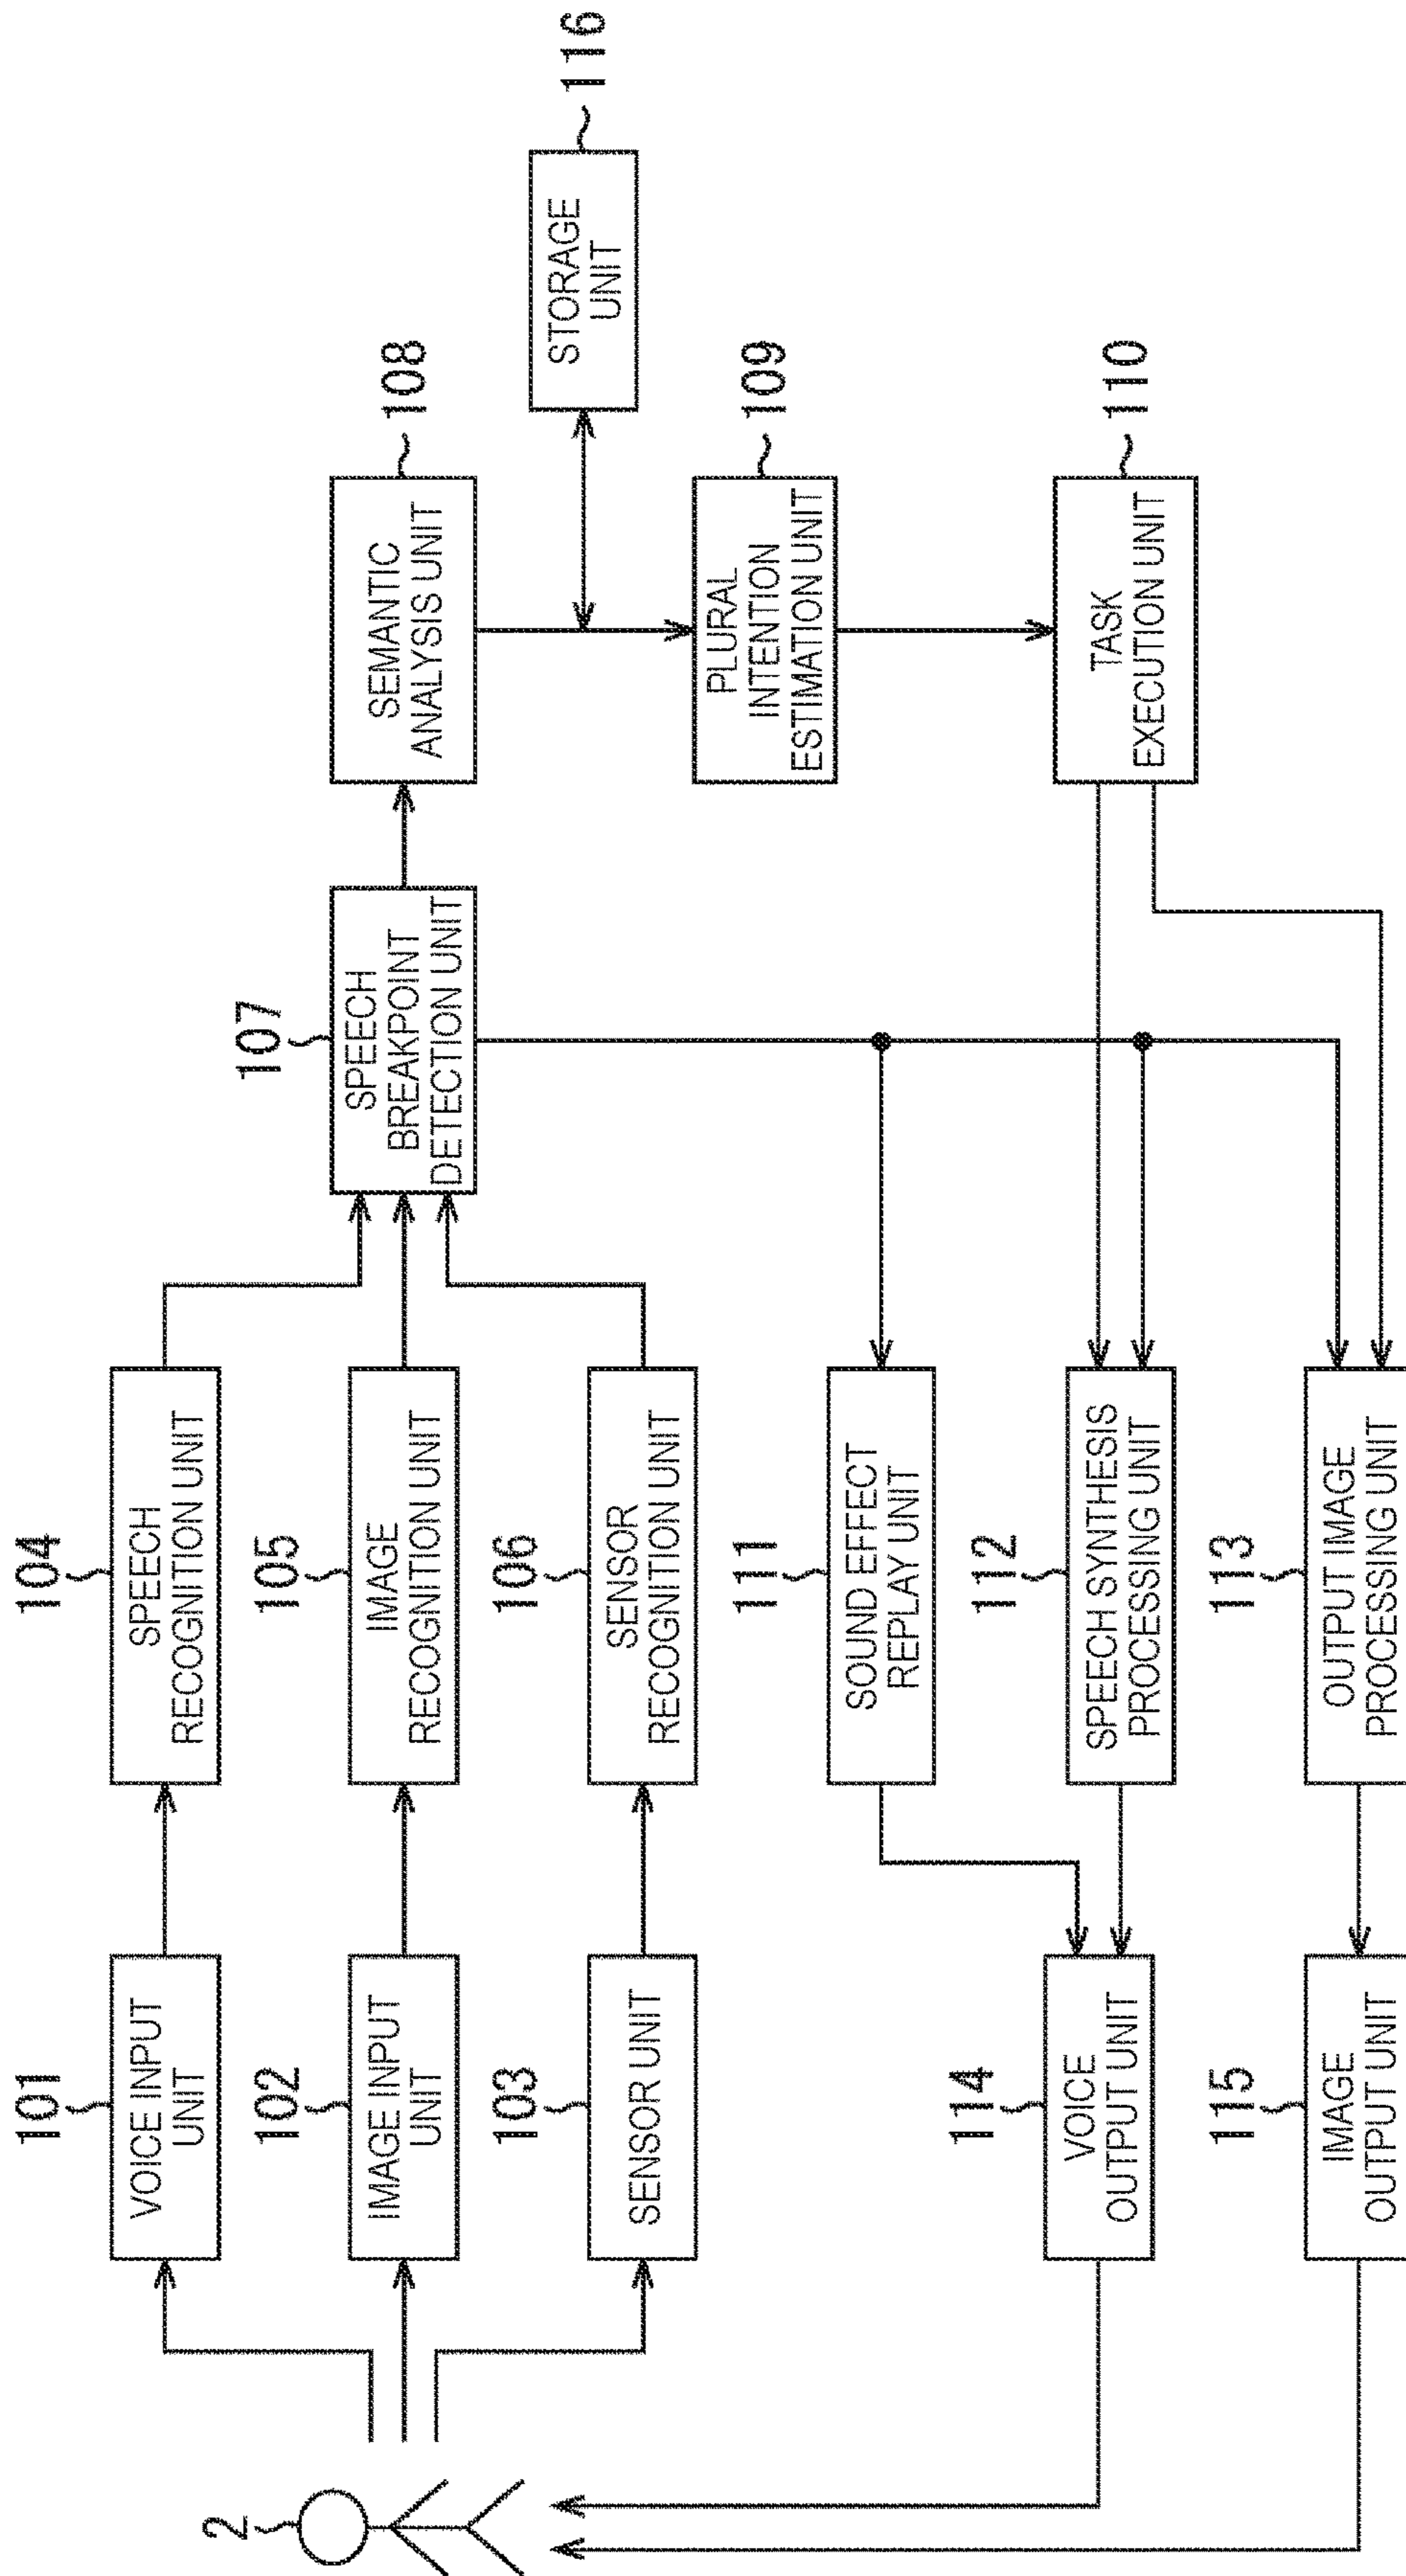 2
101
VOICE INPUT
UNIT
104
SPEECH
RECOGNITION UNIT
102
IMAGE INPUT
UNIT
105
IMAGE
RECOGNITION UNIT
103
SENSOR UNIT
106
SENSOR
RECOGNITION UNIT
107
SPEECH
BREAKPOINT
DETECTION UNIT
SEMANTIC
ANALYSIS UNIT
108
STORAGE
UNIT
116
PLURAL
INTENTION
ESTIMATION UNIT
109
TASK
EXECUTION UNIT
110
111
SOUND EFFECT
REPLAY UNIT
112
SPEECH SYNTHESIS
PROCESSING UNIT
113
OUTPUT IMAGE
PROCESSING UNIT
114
VOICE
OUTPUT UNIT
115
IMAGE
OUTPUT UNIT